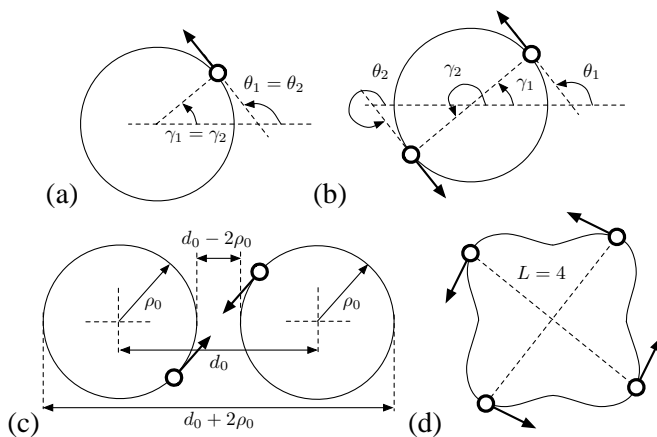 θ₁ = θ₂
γ₁ = γ₂
(a)
θ₂
γ₂
γ₁
θ₁
(b)
d₀ − 2ρ₀
ρ₀
ρ₀
d₀
d₀ + 2ρ₀
(c)
L = 4
(d)